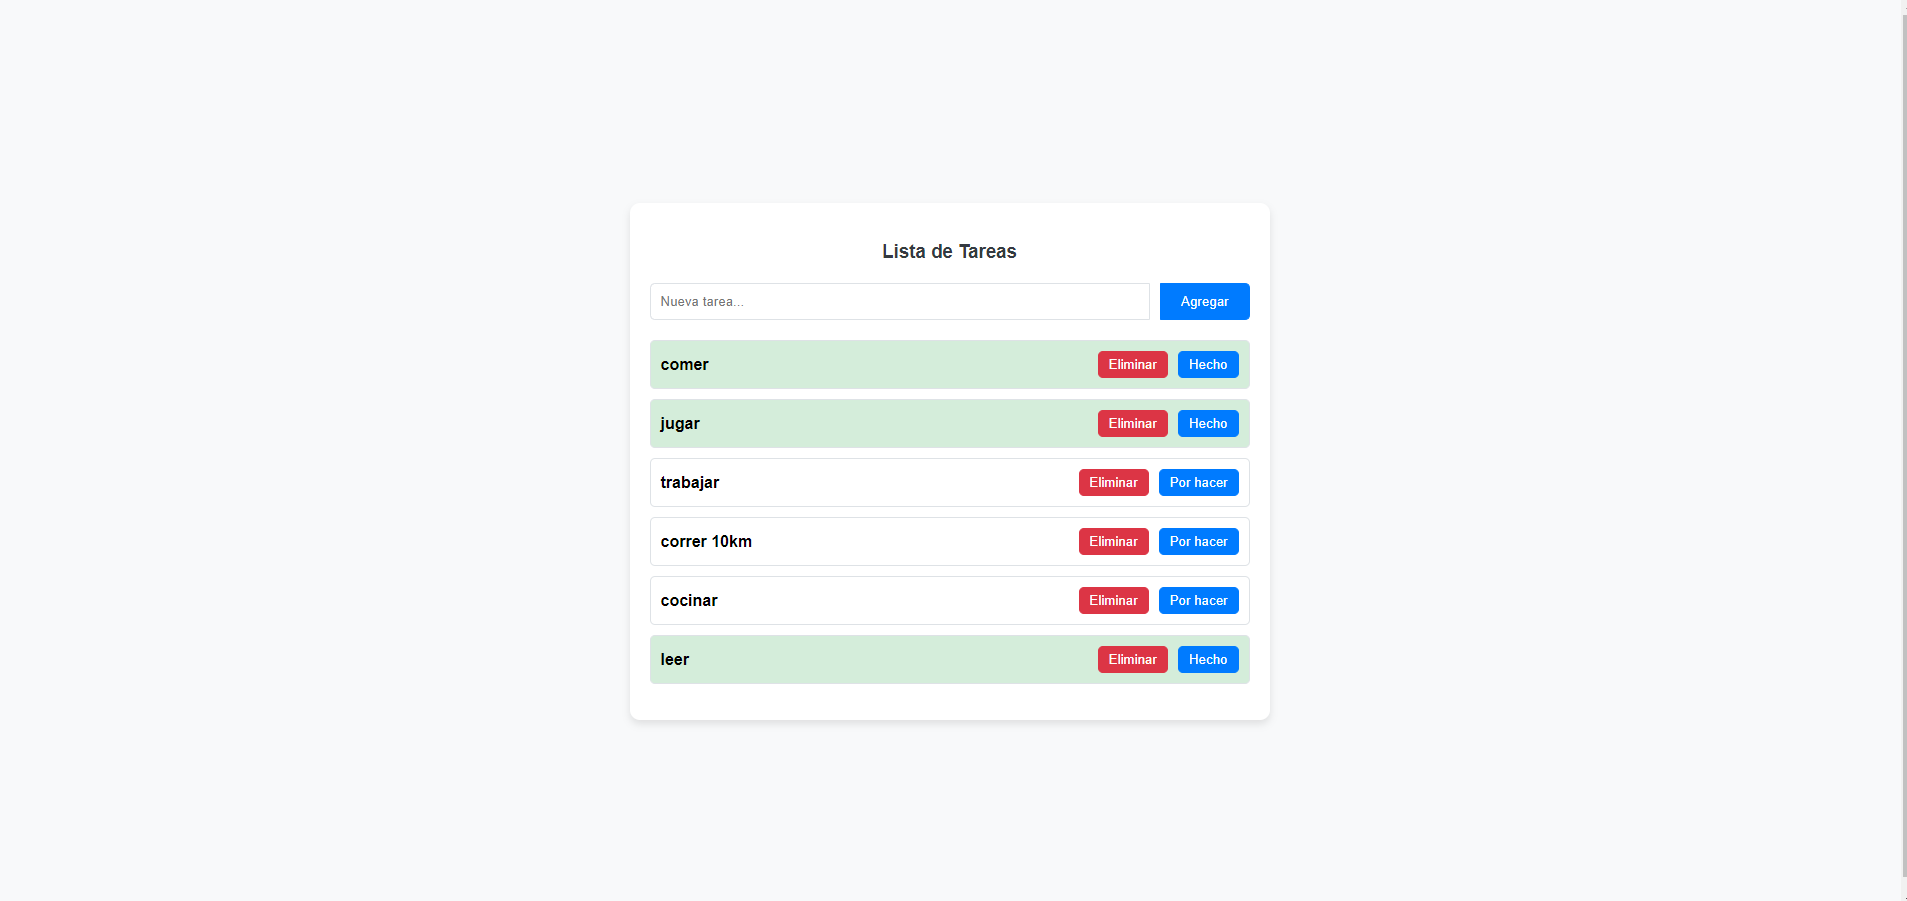 Lista de Tareas
Nueva tarea... Agregar
comer Eliminar Hecho
jugar Eliminar Hecho
trabajar Eliminar Por hacer
correr 10km Eliminar Por hacer
cocinar Eliminar Por hacer
leer Eliminar Hecho